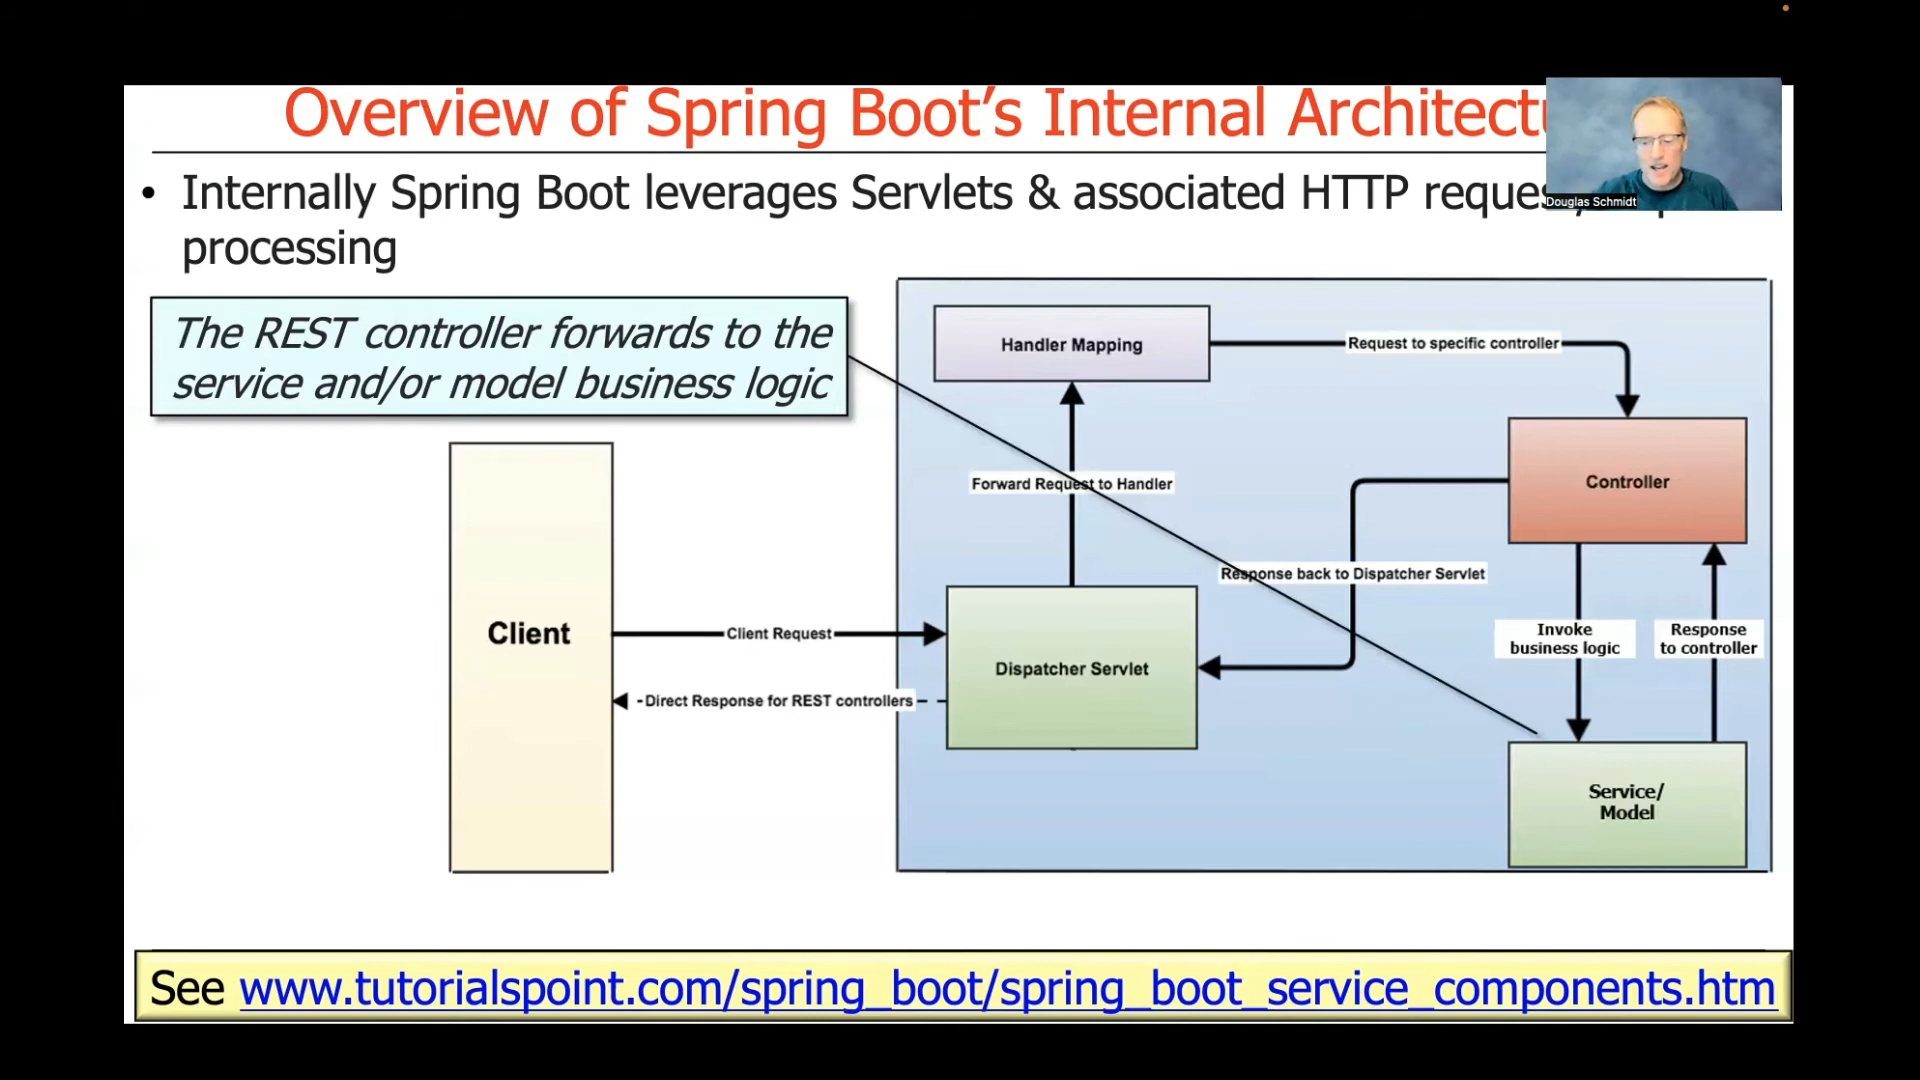 Overview of Spring Boot’s Internal
• Internally Spring Boot leverages Servlets & associated HTTP
processing
Douglas Schmidt
The REST controller forwards to the
service and/or model business logic
Handler Mapping
Request to specific controller
Controller
Forward Request to Handler
Response back to Dispatcher Servlet
Client
Client Request
Dispatcher Servlet
Direct Response for REST controllers
Invoke
business logic
Response
to controller
Service/
Model
See www.tutorialspoint.com/spring_boot/spring_boot_service_components.htm